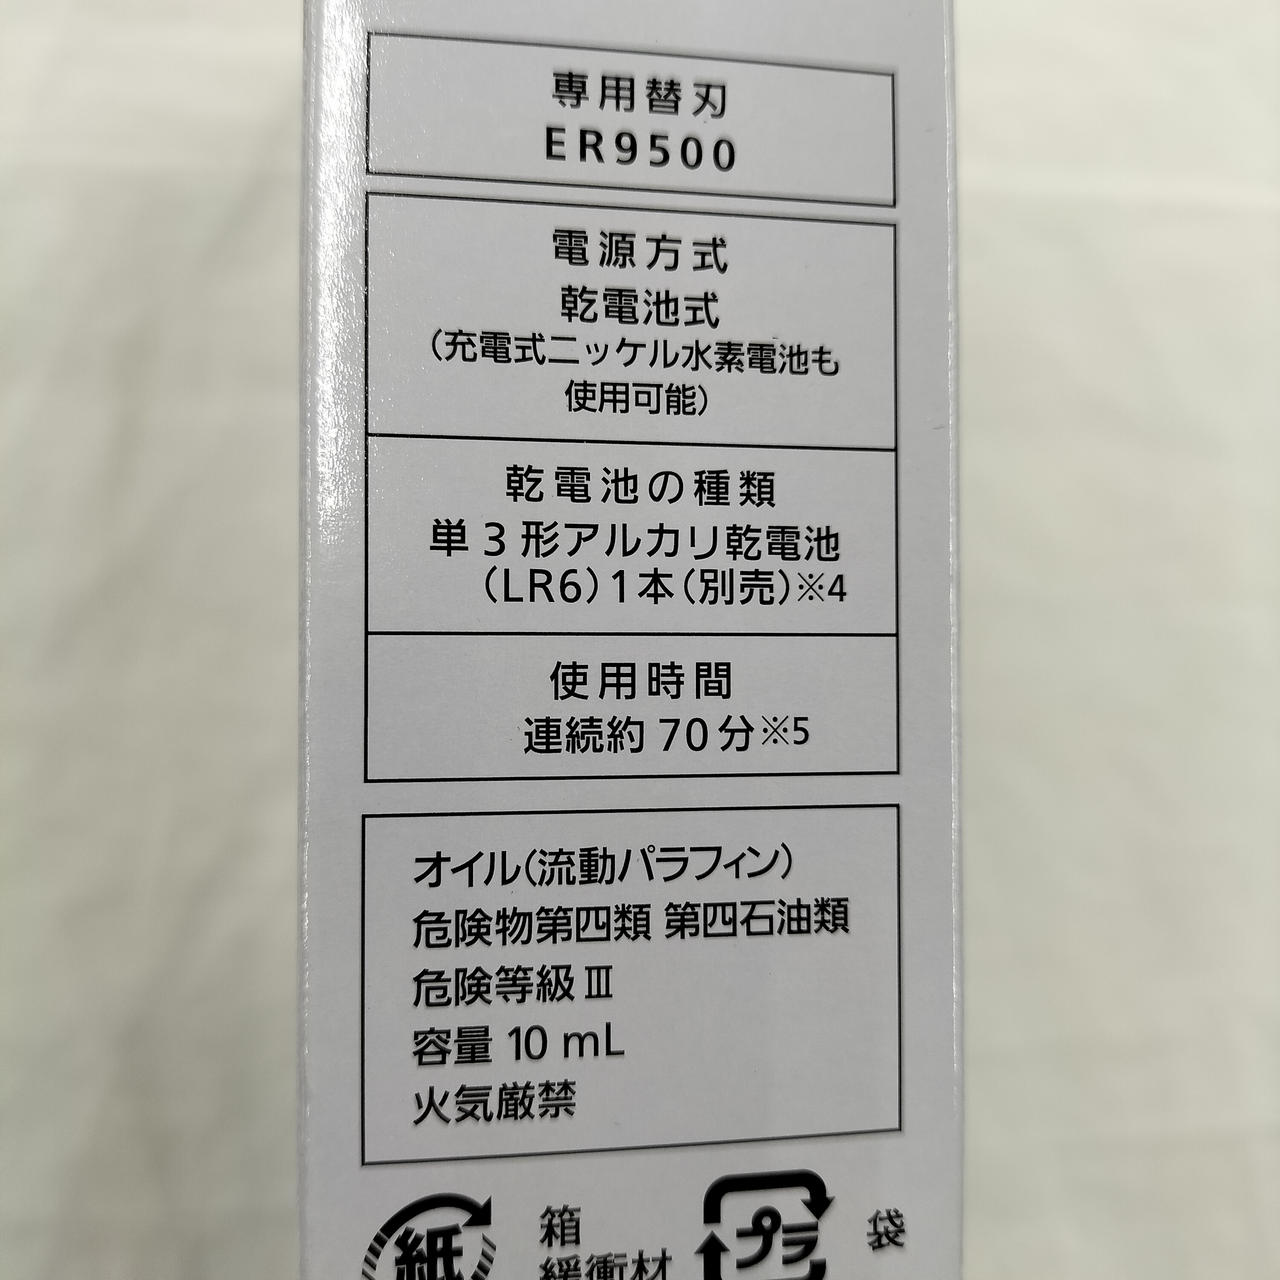 専用替刃
ER9500
電源方式
乾電池式
(充電式ニッケル水素電池も
使用可能)
乾電池の種類
単3形アルカリ乾電池
(LR6)1本(別売)※4
使用時間
連続約70分※5
オイル(流動パラフィン)
危険物第四類 第四石油類
危険等級Ⅲ
容量 10 mL
火気厳禁
紙
箱
緩衝材
プラ
袋